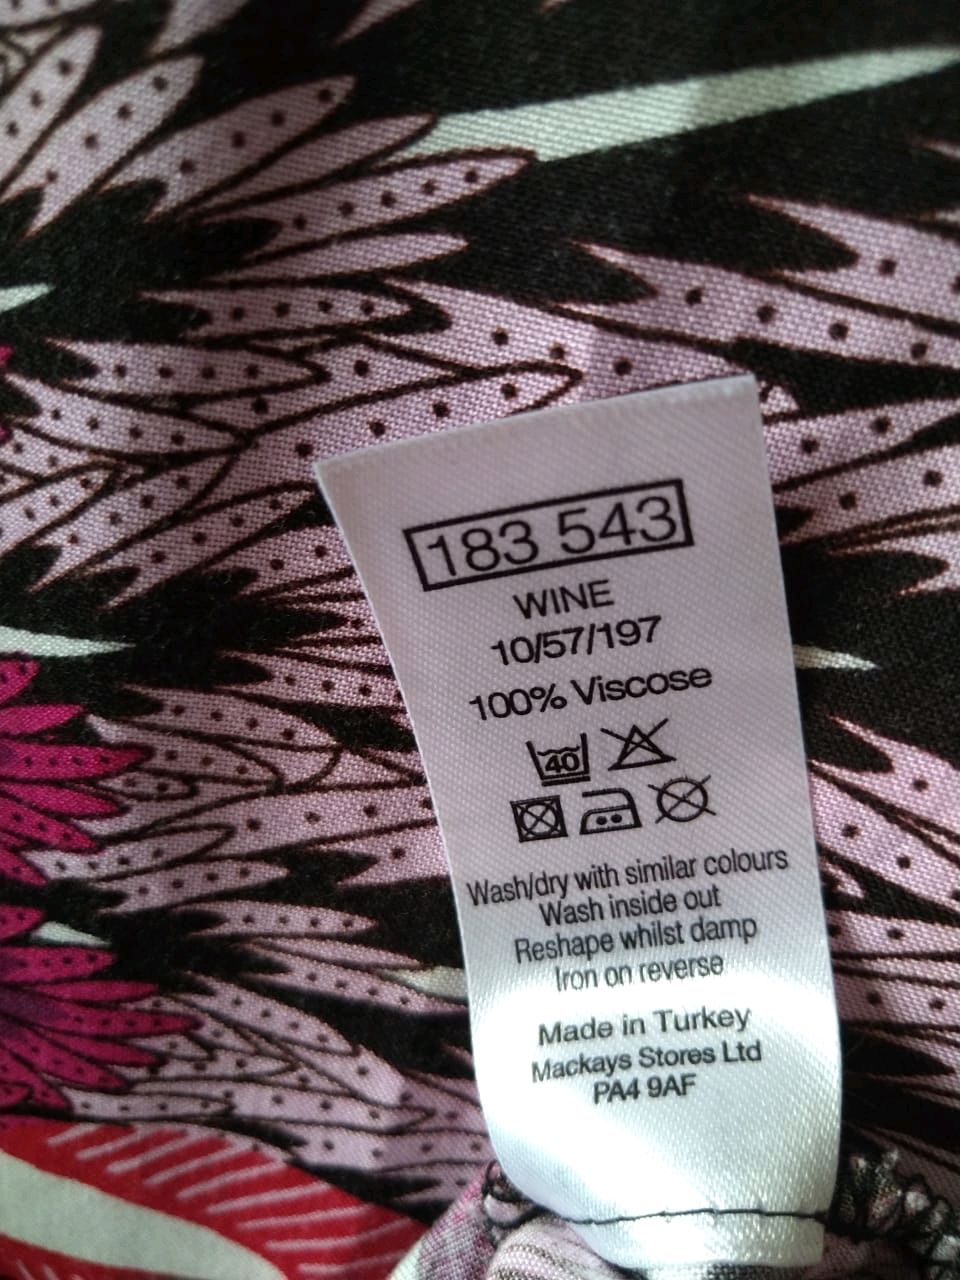 183 543
WINE
10/57/197
100% Viscose
40
Wash/dry with similar colours
Wash inside out
Reshape whilst damp
Iron on reverse
Made in Turkey
Mackays Stores Ltd
PA4 9AF